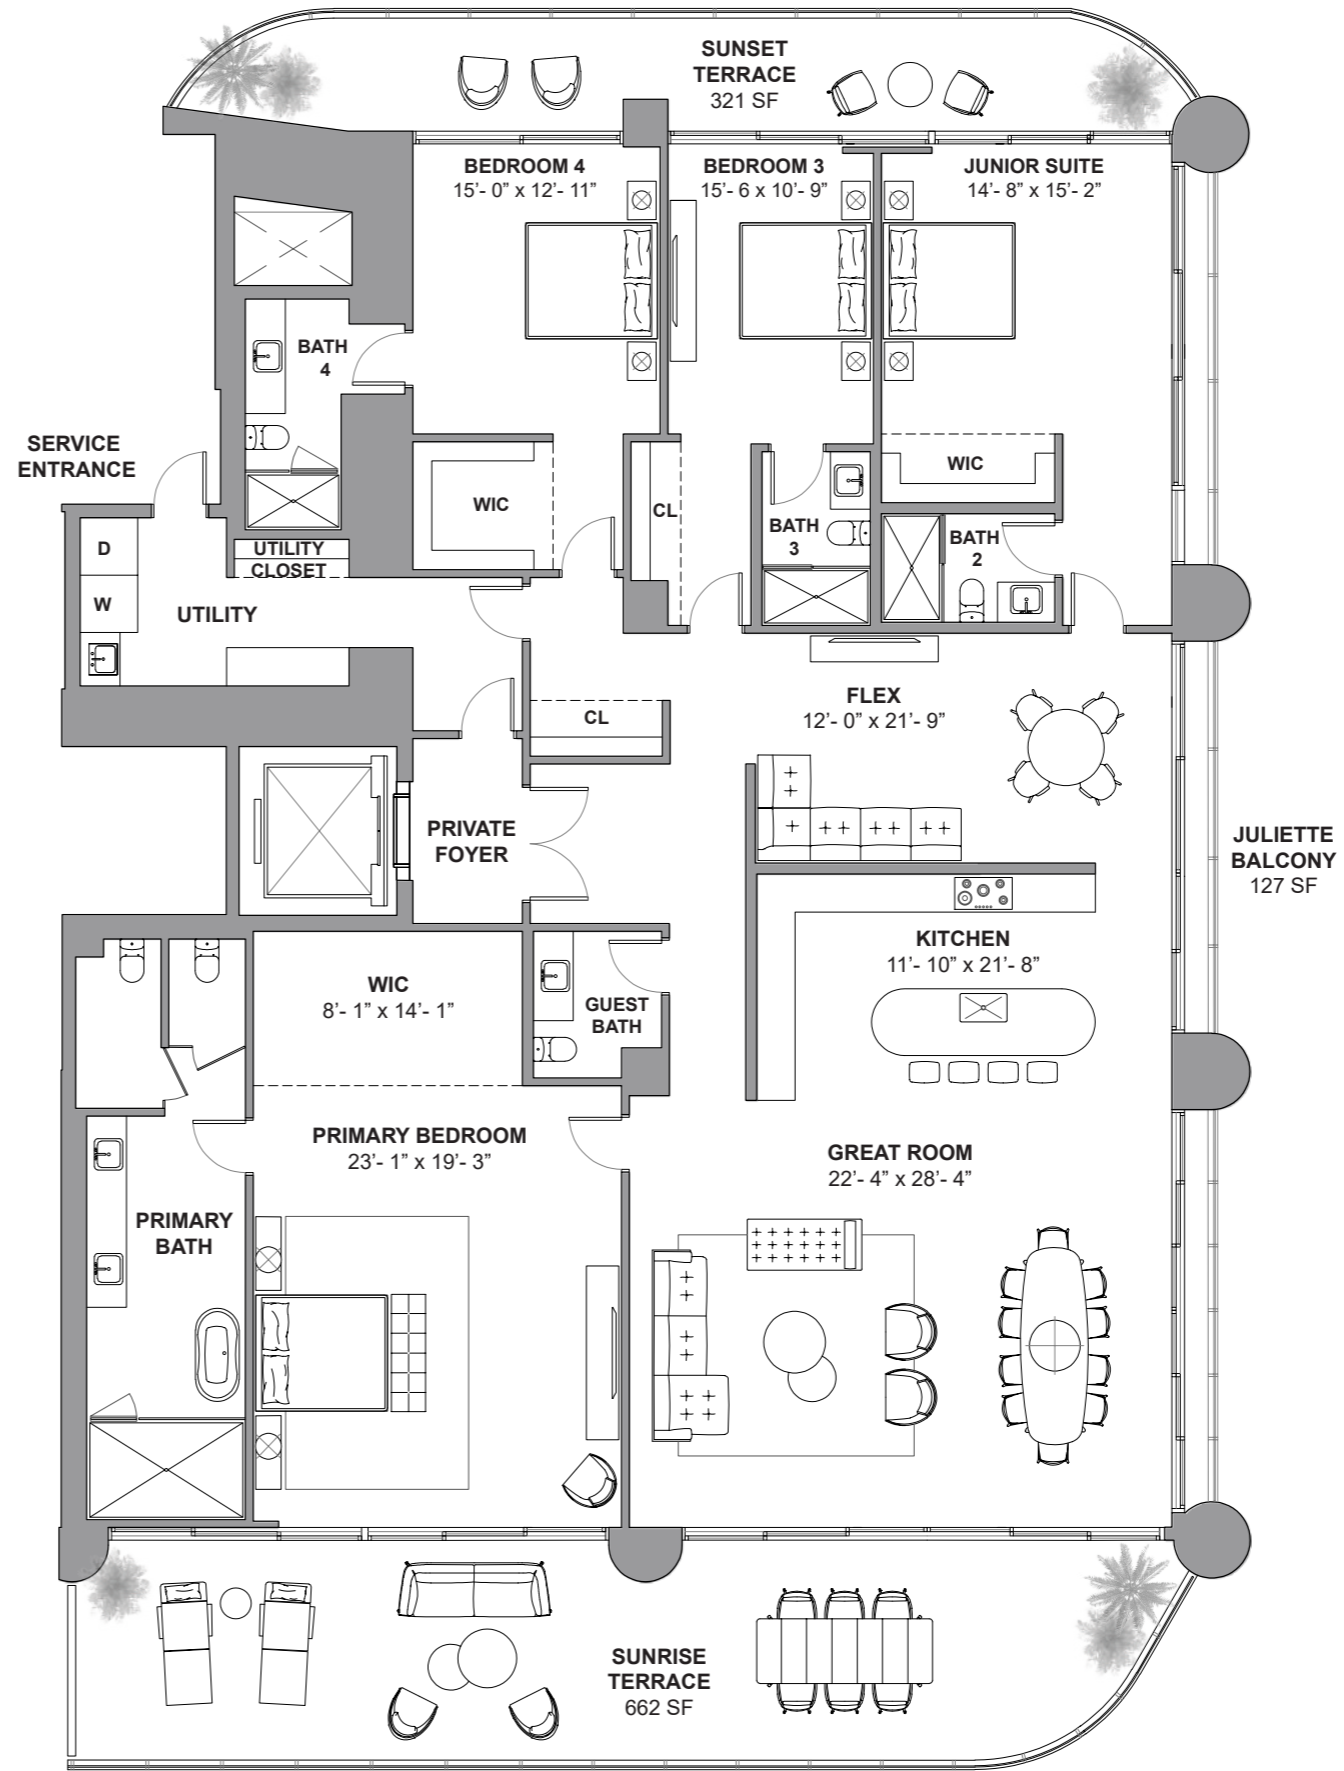 SUNSET
TERRACE
321 SF
BEDROOM 4
15’- 0” x 12’- 11”
BEDROOM 3
15’- 6 x 10’- 9”
JUNIOR SUITE
14’- 8” x 15’- 2”
BATH
4
SERVICE
ENTRANCE
WIC
CL
WIC
BATH
3
BATH
2
D
W
UTILITY
CLOSET
UTILITY
CL
FLEX
12’- 0” x 21’- 9”
PRIVATE
FOYER
JULIETTE
BALCONY
127 SF
KITCHEN
11’- 10” x 21’- 8”
WIC
8’- 1” x 14’- 1”
GUEST
BATH
PRIMARY BEDROOM
23’- 1” x 19’- 3”
GREAT ROOM
22’- 4” x 28’- 4”
PRIMARY
BATH
SUNRISE
TERRACE
662 SF